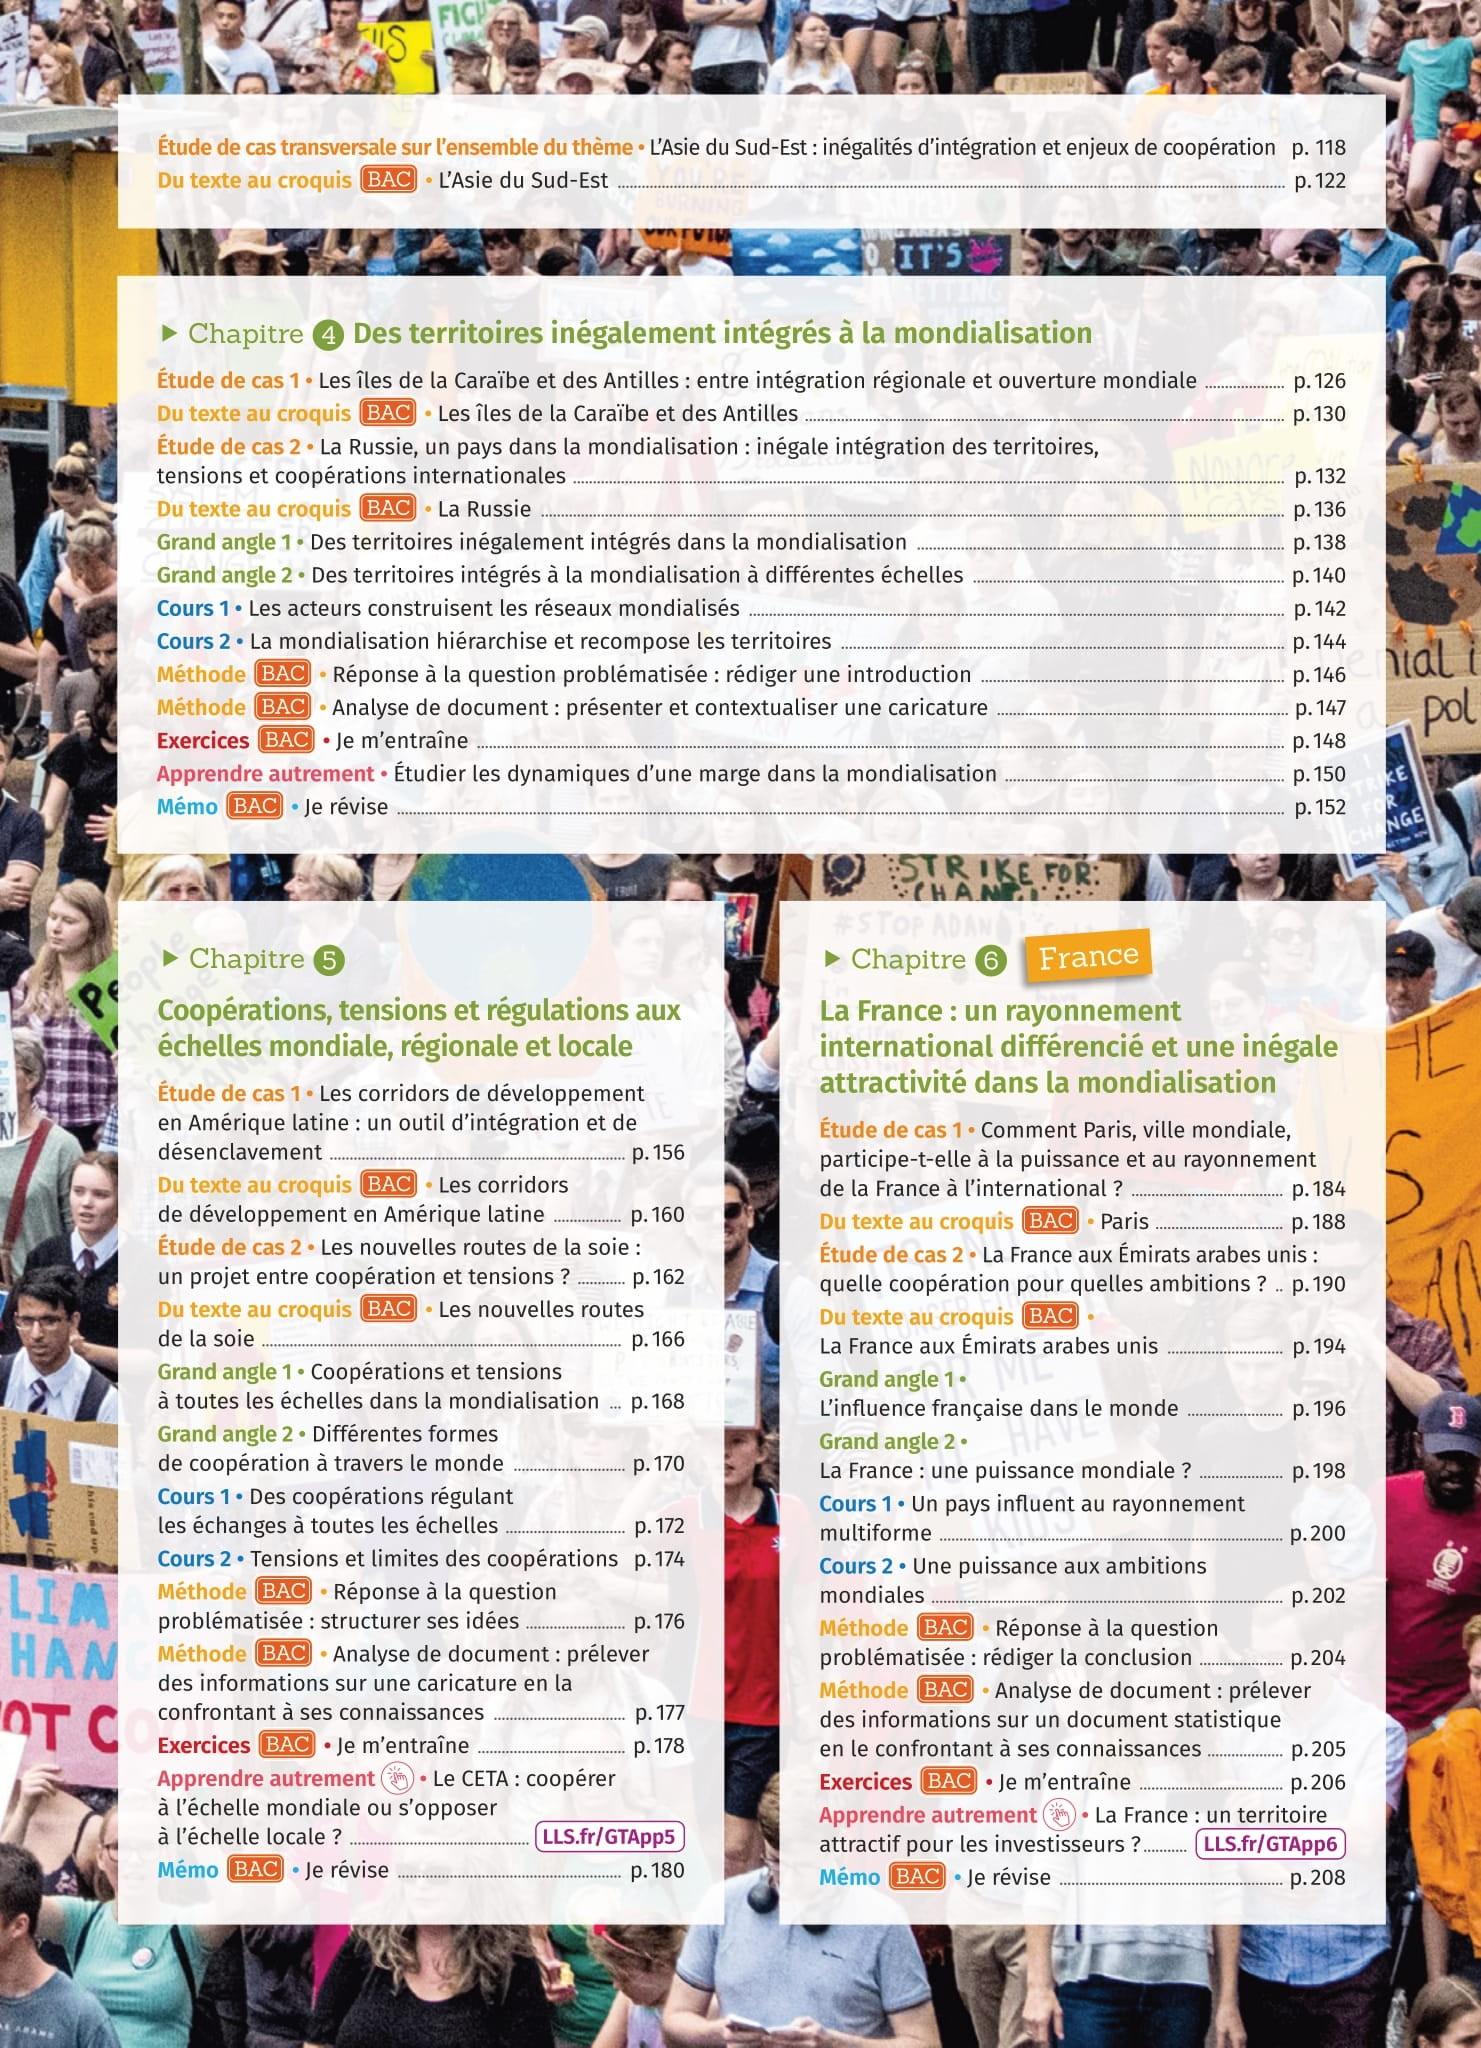 Étude de cas transversale sur l'ensemble du thème • L'Asie du Sud-Est : inégalités d'intégration et enjeux de coopération p. 118
Du texte au croquis BAC • L'Asie du Sud-Est p. 122
▶ Chapitre 4 Des territoires inégalement intégrés à la mondialisation
Étude de cas 1 • Les îles de la Caraïbe et des Antilles : entre intégration régionale et ouverture mondiale p. 126
Du texte au croquis BAC • Les îles de la Caraïbe et des Antilles p. 130
Étude de cas 2 • La Russie, un pays dans la mondialisation : inégale intégration des territoires,
tensions et coopérations internationales p. 132
Du texte au croquis BAC • La Russie p. 136
Grand angle 1 • Des territoires inégalement intégrés dans la mondialisation p. 138
Grand angle 2 • Des territoires intégrés à la mondialisation à différentes échelles p. 140
Cours 1 • Les acteurs construisent les réseaux mondialisés p. 142
Cours 2 • La mondialisation hiérarchise et recompose les territoires p. 144
Méthode BAC • Réponse à la question problématisée : rédiger une introduction p. 146
Méthode BAC • Analyse de document : présenter et contextualiser une caricature p. 147
Exercices BAC • Je m'entraîne p. 148
Apprendre autrement • Étudier les dynamiques d'une marge dans la mondialisation p. 150
Mémo BAC • Je révise p. 152
STRIKE FOR
▶ Chapitre 5
Coopérations, tensions et régulations aux
échelles mondiale, régionale et locale
Étude de cas 1 • Les corridors de développement
en Amérique latine : un outil d'intégration et de
désenclavement p. 156
Du texte au croquis BAC • Les corridors
de développement en Amérique latine p. 160
Étude de cas 2 • Les nouvelles routes de la soie :
un projet entre coopération et tensions ? p. 162
Du texte au croquis BAC • Les nouvelles routes
de la soie p. 166
Grand angle 1 • Coopérations et tensions
à toutes les échelles dans la mondialisation p. 168
Grand angle 2 • Différentes formes
de coopération à travers le monde p. 170
Cours 1 • Des coopérations régulant
les échanges à toutes les échelles p. 172
Cours 2 • Tensions et limites des coopérations p. 174
Méthode BAC • Réponse à la question
problématisée : structurer ses idées p. 176
Méthode BAC • Analyse de document : prélever
des informations sur une caricature en la
confrontant à ses connaissances p. 177
Exercices BAC • Je m'entraîne p. 178
Apprendre autrement • Le CETA : coopérer
à l'échelle mondiale ou s'opposer
à l'échelle locale ? LLS.fr/GTApp5
Mémo BAC • Je révise p. 180
▶ Chapitre 6 France
La France : un rayonnement
international différencié et une inégale
attractivité dans la mondialisation
Étude de cas 1 • Comment Paris, ville mondiale,
participe-t-elle à la puissance et au rayonnement
de la France à l'international ? p. 184
Du texte au croquis BAC • Paris p. 188
Étude de cas 2 • La France aux Émirats arabes unis :
quelle coopération pour quelles ambitions ? p. 190
Du texte au croquis BAC •
La France aux Émirats arabes unis p. 194
Grand angle 1 •
L'influence française dans le monde p. 196
Grand angle 2 •
La France : une puissance mondiale ? p. 198
Cours 1 • Un pays influent au rayonnement
multiforme p. 200
Cours 2 • Une puissance aux ambitions
mondiales p. 202
Méthode BAC • Réponse à la question
problématisée : rédiger la conclusion p. 204
Méthode BAC • Analyse de document : prélever
des informations sur un document statistique
en le confrontant à ses connaissances p. 205
Exercices BAC • Je m'entraîne p. 206
Apprendre autrement • La France : un territoire
attractif pour les investisseurs ? LLS.fr/GTApp6
Mémo BAC • Je révise p. 208